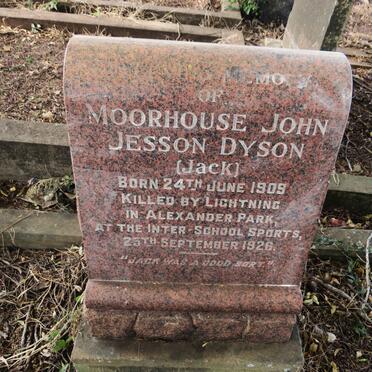 MEMO
OF
MOORHOUSE JOHN
JESSON DYSON
[JACK]
BORN 24TH JUNE 1909
KILLED BY LIGHTNING
IN ALEXANDER PARK,
AT THE INTER-SCHOOL SPORTS,
25TH SEPTEMBER 1926.
"JACK WAS A GOOD SORT."